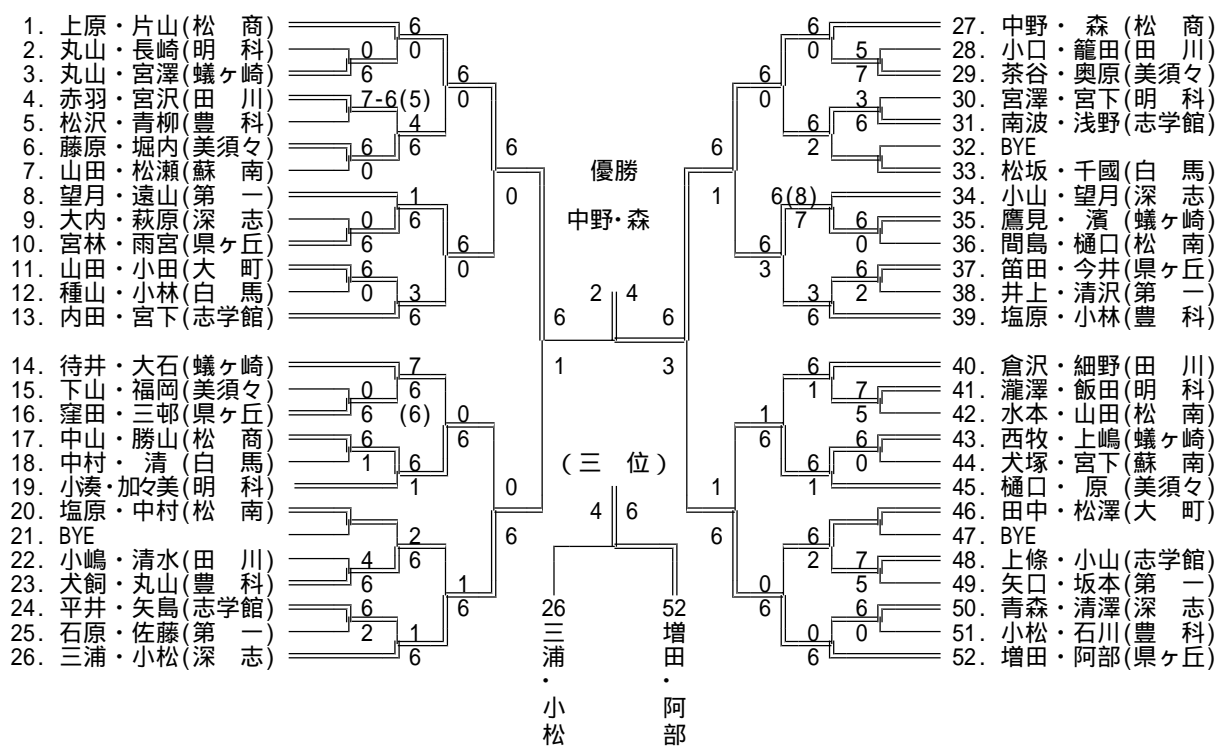 1. 上原・片山(松　商)
2. 丸山・長崎(明　科)
3. 丸山・宮澤(蟻ヶ崎)
4. 赤羽・宮沢(田　川)
5. 松沢・青柳(豊　科)
6. 藤原・堀内(美須々)
7. 山田・松瀬(蘇　南)
8. 望月・遠山(第　一)
9. 大内・萩原(深　志)
10. 宮林・雨宮(県ヶ丘)
11. 山田・小田(大　町)
12. 種山・小林(白　馬)
13. 内田・宮下(志学館)
14. 待井・大石(蟻ヶ崎)
15. 下山・福岡(美須々)
16. 窪田・三邨(県ヶ丘)
17. 中山・勝山(松　商)
18. 中村・ 清 (白　馬)
19. 小湊・加々美(明　科)
20. 塩原・中村(松　南)
21. BYE
22. 小嶋・清水(田　川)
23. 犬飼・丸山(豊　科)
24. 平井・矢島(志学館)
25. 石原・佐藤(第　一)
26. 三浦・小松(深　志)
6
0 0
6
6
7-6(5) 0
4
6 6
0
6
1 0
0 6
6
6
6 0
0 3
6
6
1
7
0 6
6 (6)
0
6 6
1 6
1
0
6
2
4 6
6
1
6 6
2 1
6
優勝
中野・森
2 4
(三　位)
4 6
26 三浦・小松
52 増田・阿部
6
0 5
7
6
0
3
6 6
2
6
1
6(8)
7 6
0
6
3
6
3 2
6
6
3
6
1 7
5
1
6
6
6 0
1
1
6
6
2 7
5
0
6
6
0 0
6
27. 中野・ 森 (松　商)
28. 小口・籠田(田　川)
29. 茶谷・奥原(美須々)
30. 宮澤・宮下(明　科)
31. 南波・浅野(志学館)
32. BYE
33. 松坂・千國(白　馬)
34. 小山・望月(深　志)
35. 鷹見・ 濱 (蟻ヶ崎)
36. 間島・樋口(松　南)
37. 笛田・今井(県ヶ丘)
38. 井上・清沢(第　一)
39. 塩原・小林(豊　科)
40. 倉沢・細野(田　川)
41. 瀧澤・飯田(明　科)
42. 水本・山田(松　南)
43. 西牧・上嶋(蟻ヶ崎)
44. 犬塚・宮下(蘇　南)
45. 樋口・ 原 (美須々)
46. 田中・松澤(大　町)
47. BYE
48. 上條・小山(志学館)
49. 矢口・坂本(第　一)
50. 青森・清澤(深　志)
51. 小松・石川(豊　科)
52. 増田・阿部(県ヶ丘)